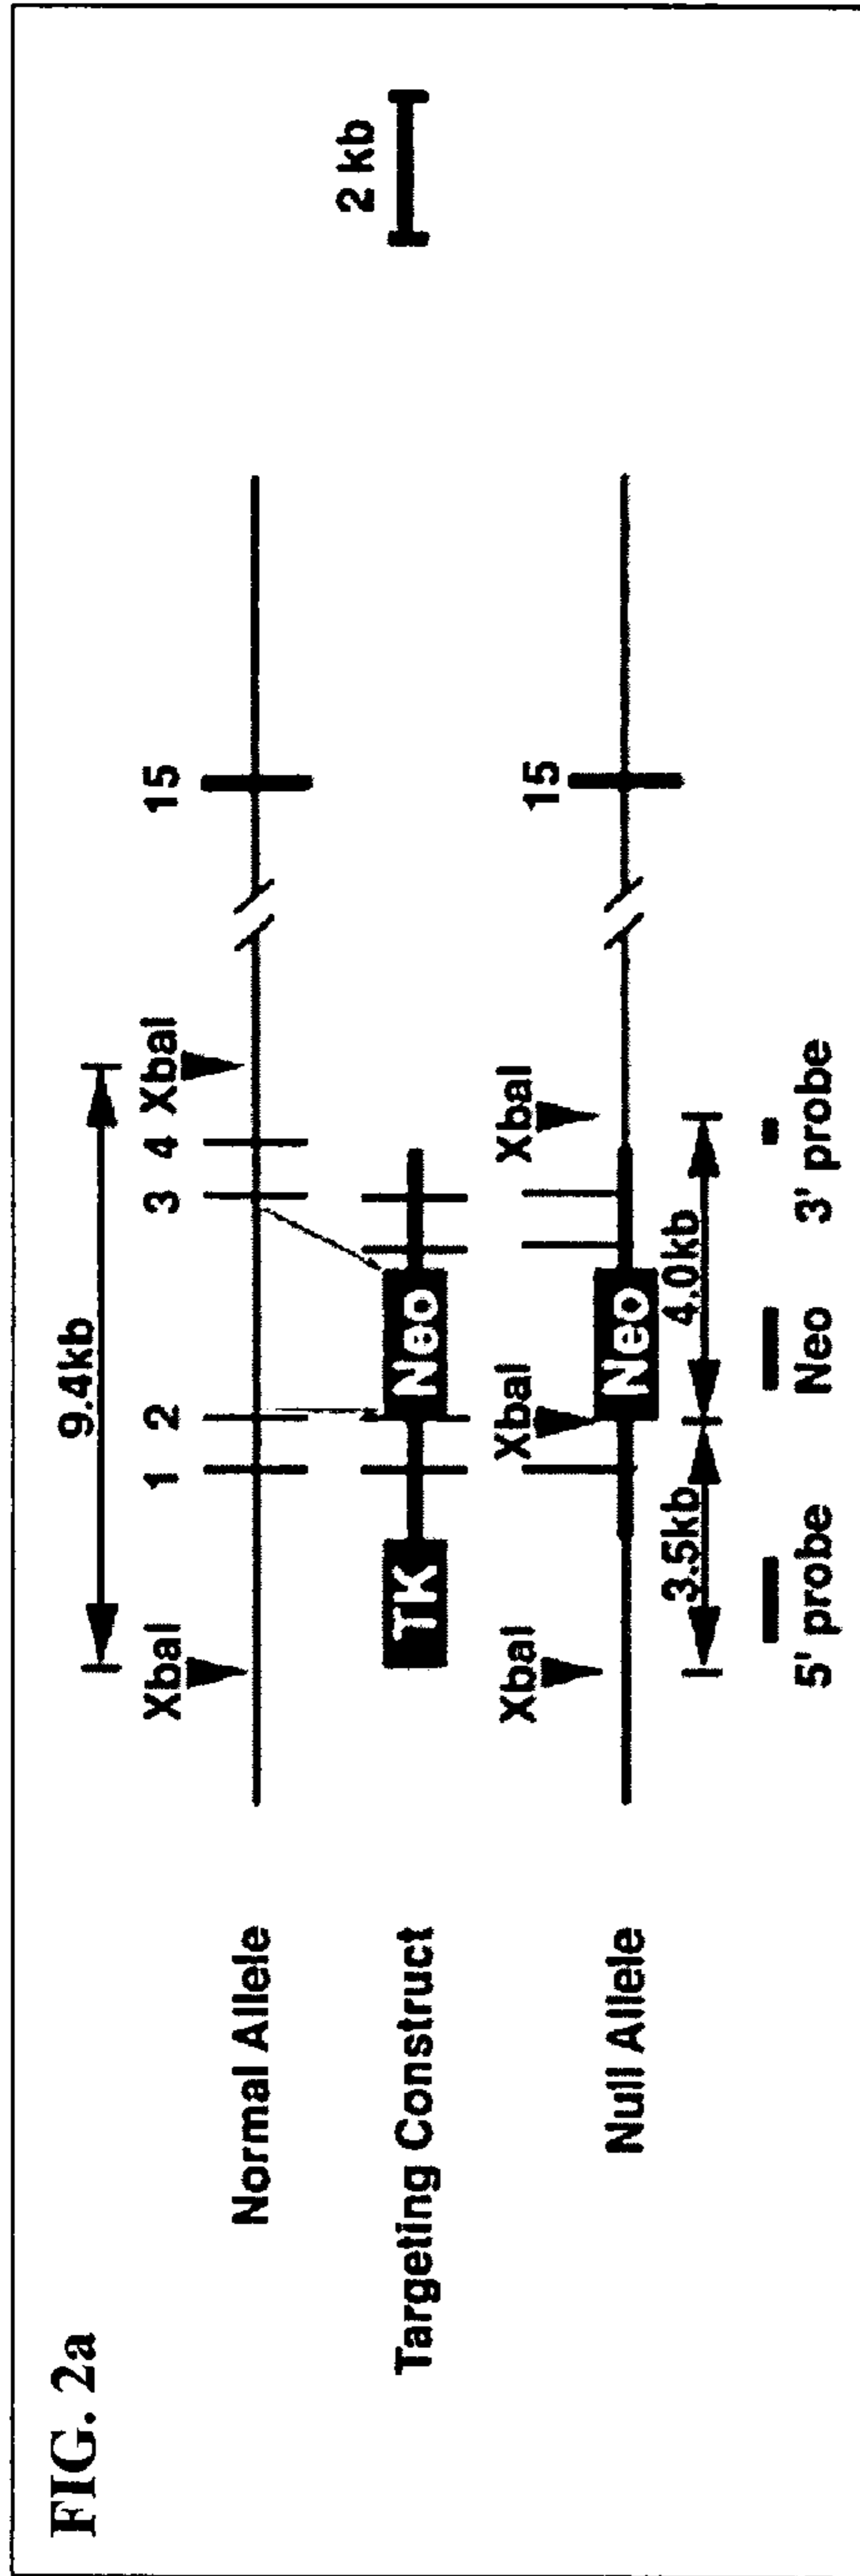 FIG. 2a
9.4kb
XbaI 1 2 3 4 XbaI 15
Normal Allele
2 kb
Targeting Construct TK Neo
XbaI XbaI XbaI 15
Null Allele Neo
3.5kb 4.0kb
5' probe Neo 3' probe